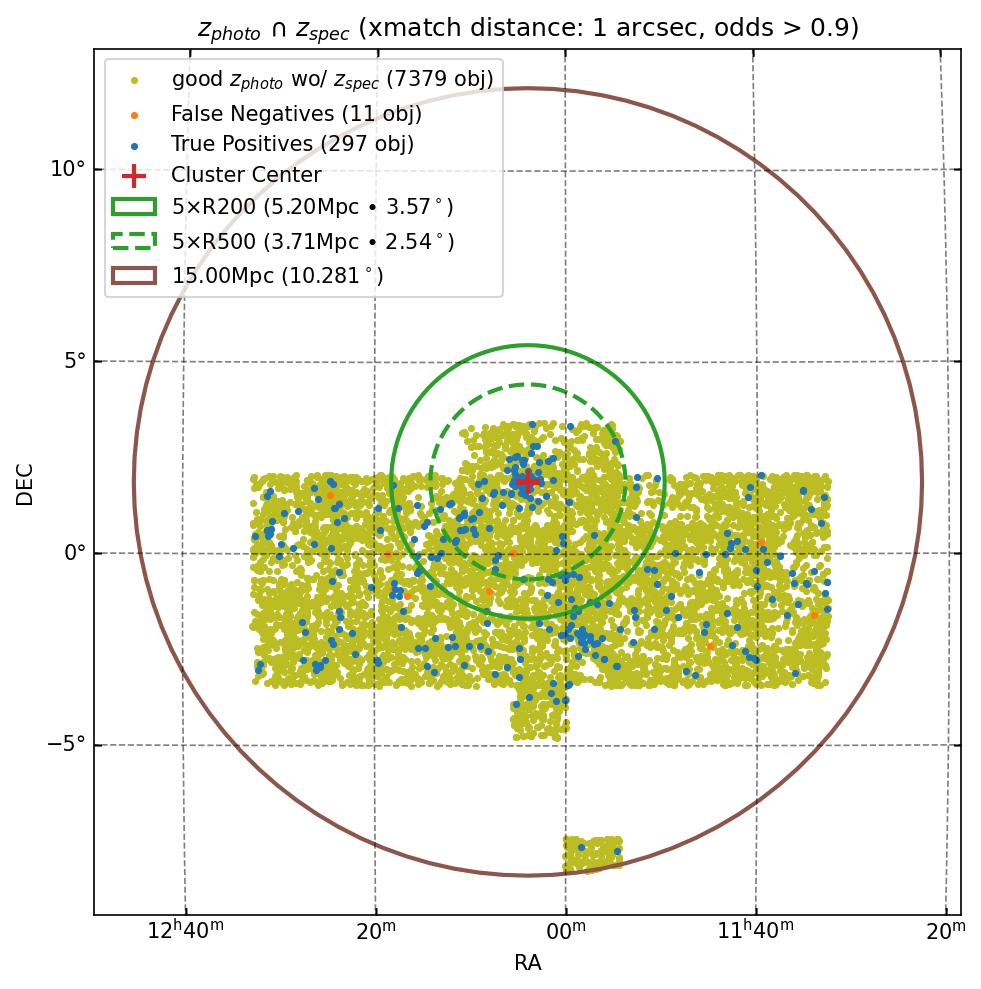 z_photo ∩ z_spec (xmatch distance: 1 arcsec, odds > 0.9)
good z_photo wo/ z_spec (7379 obj)
False Negatives (11 obj)
True Positives (297 obj)
Cluster Center
5×R200 (5.20Mpc • 3.57°)
5×R500 (3.71Mpc • 2.54°)
15.00Mpc (10.281°)
10°
5°
0°
−5°
DEC
12ʰ40ᵐ 20ᵐ 00ᵐ 11ʰ40ᵐ 20ᵐ
RA